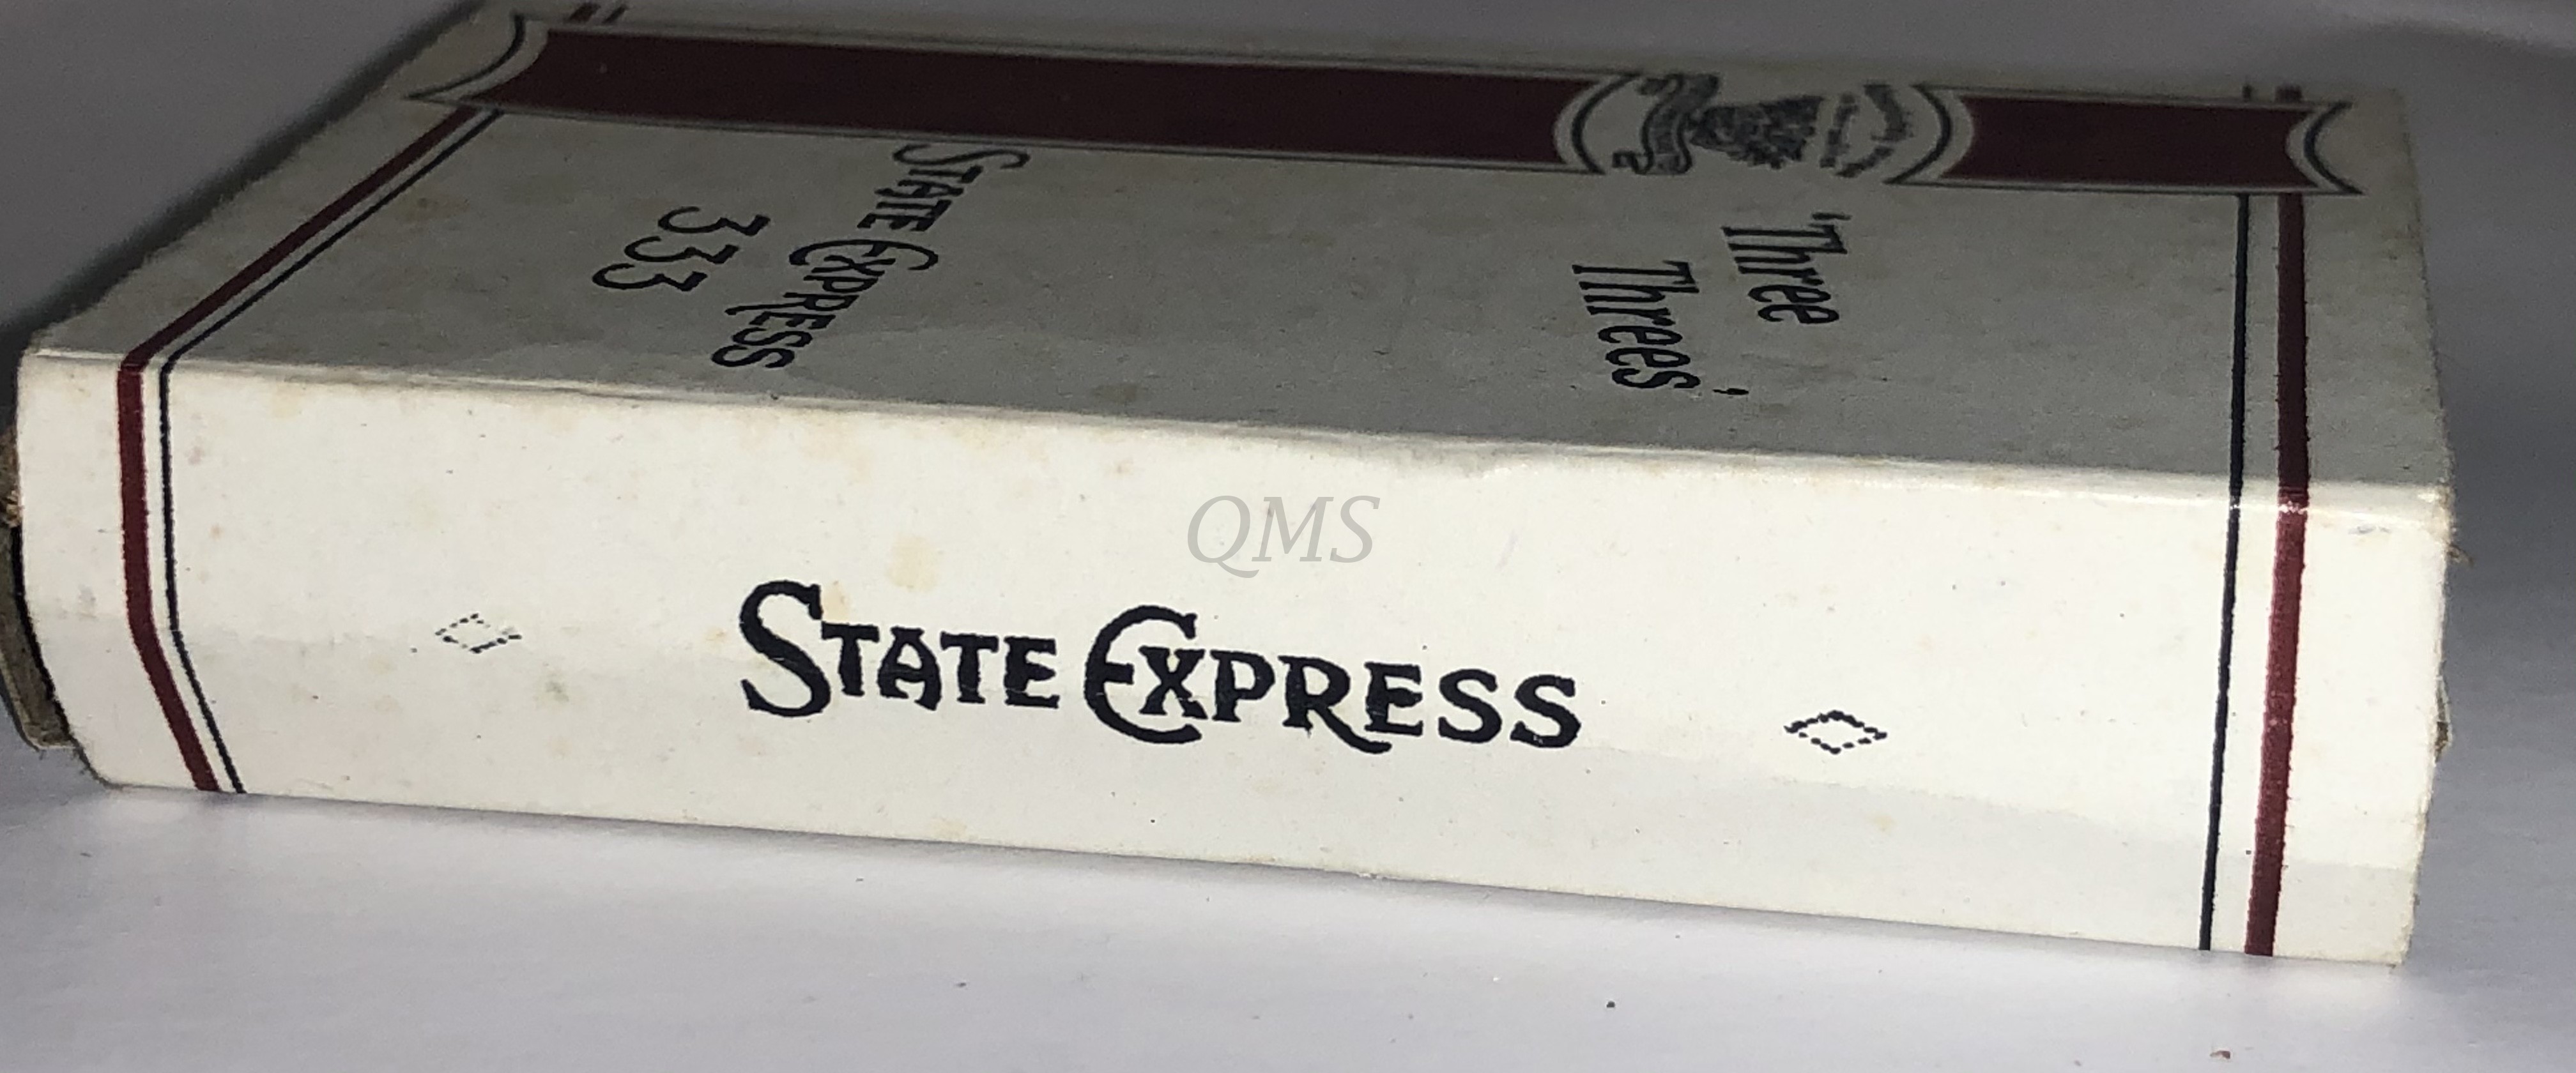 STATE EXPRESS
333
'Three
Threes'
QMS
STATE EXPRESS